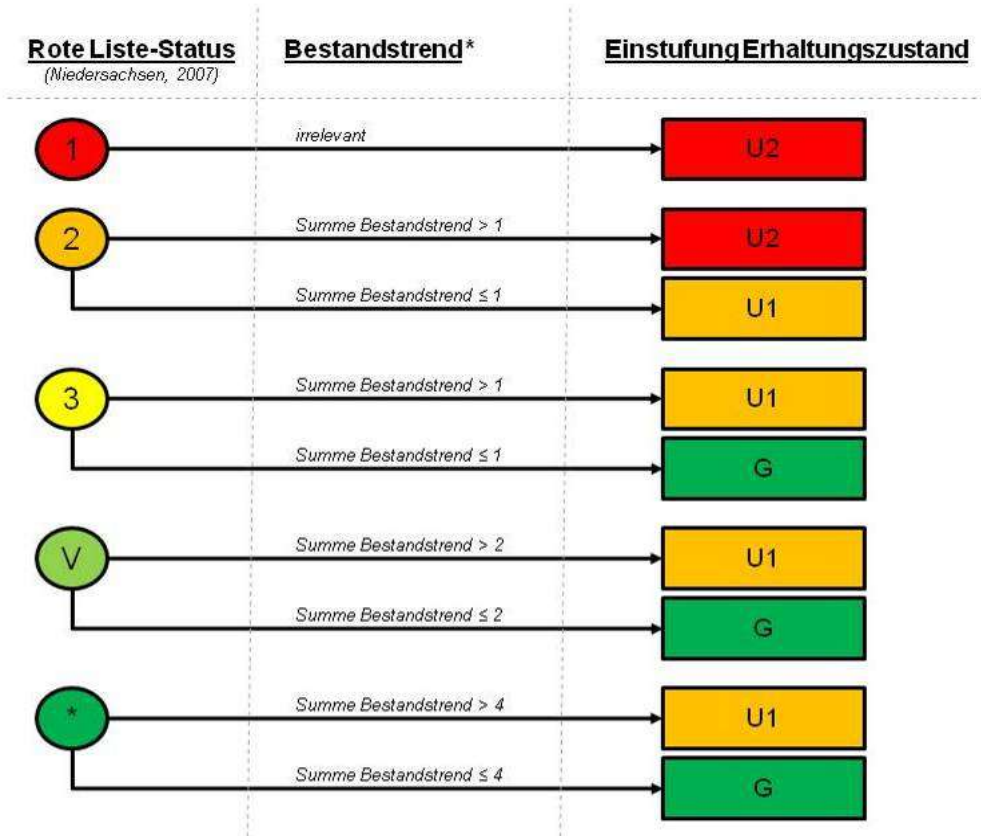 Rote Liste-Status Bestandstrend* Einstufung Erhaltungszustand
(Niedersachsen, 2007)
1 irrelevant U2
2 Summe Bestandstrend > 1 U2
Summe Bestandstrend ≤ 1 U1
3 Summe Bestandstrend > 1 U1
Summe Bestandstrend ≤ 1 G
V Summe Bestandstrend > 2 U1
Summe Bestandstrend ≤ 2 G
* Summe Bestandstrend > 4 U1
Summe Bestandstrend ≤ 4 G